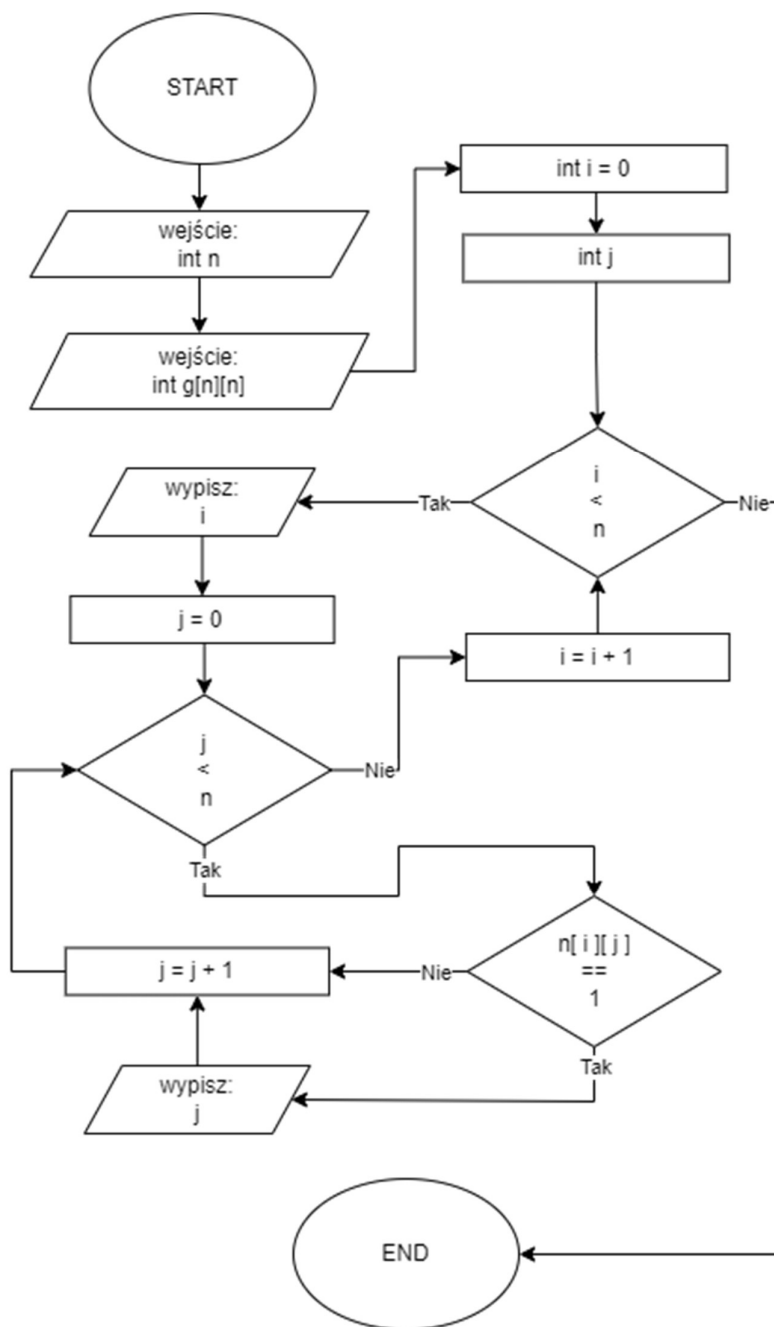 START
wejście:
int n
wejście:
int g[n][n]
int i = 0
int j
i
<
n
Tak
Nie
wypisz:
i
j = 0
i = i + 1
j
<
n
Nie
Tak
n[ i ][ j ]
==
1
Nie
Tak
j = j + 1
wypisz:
j
END